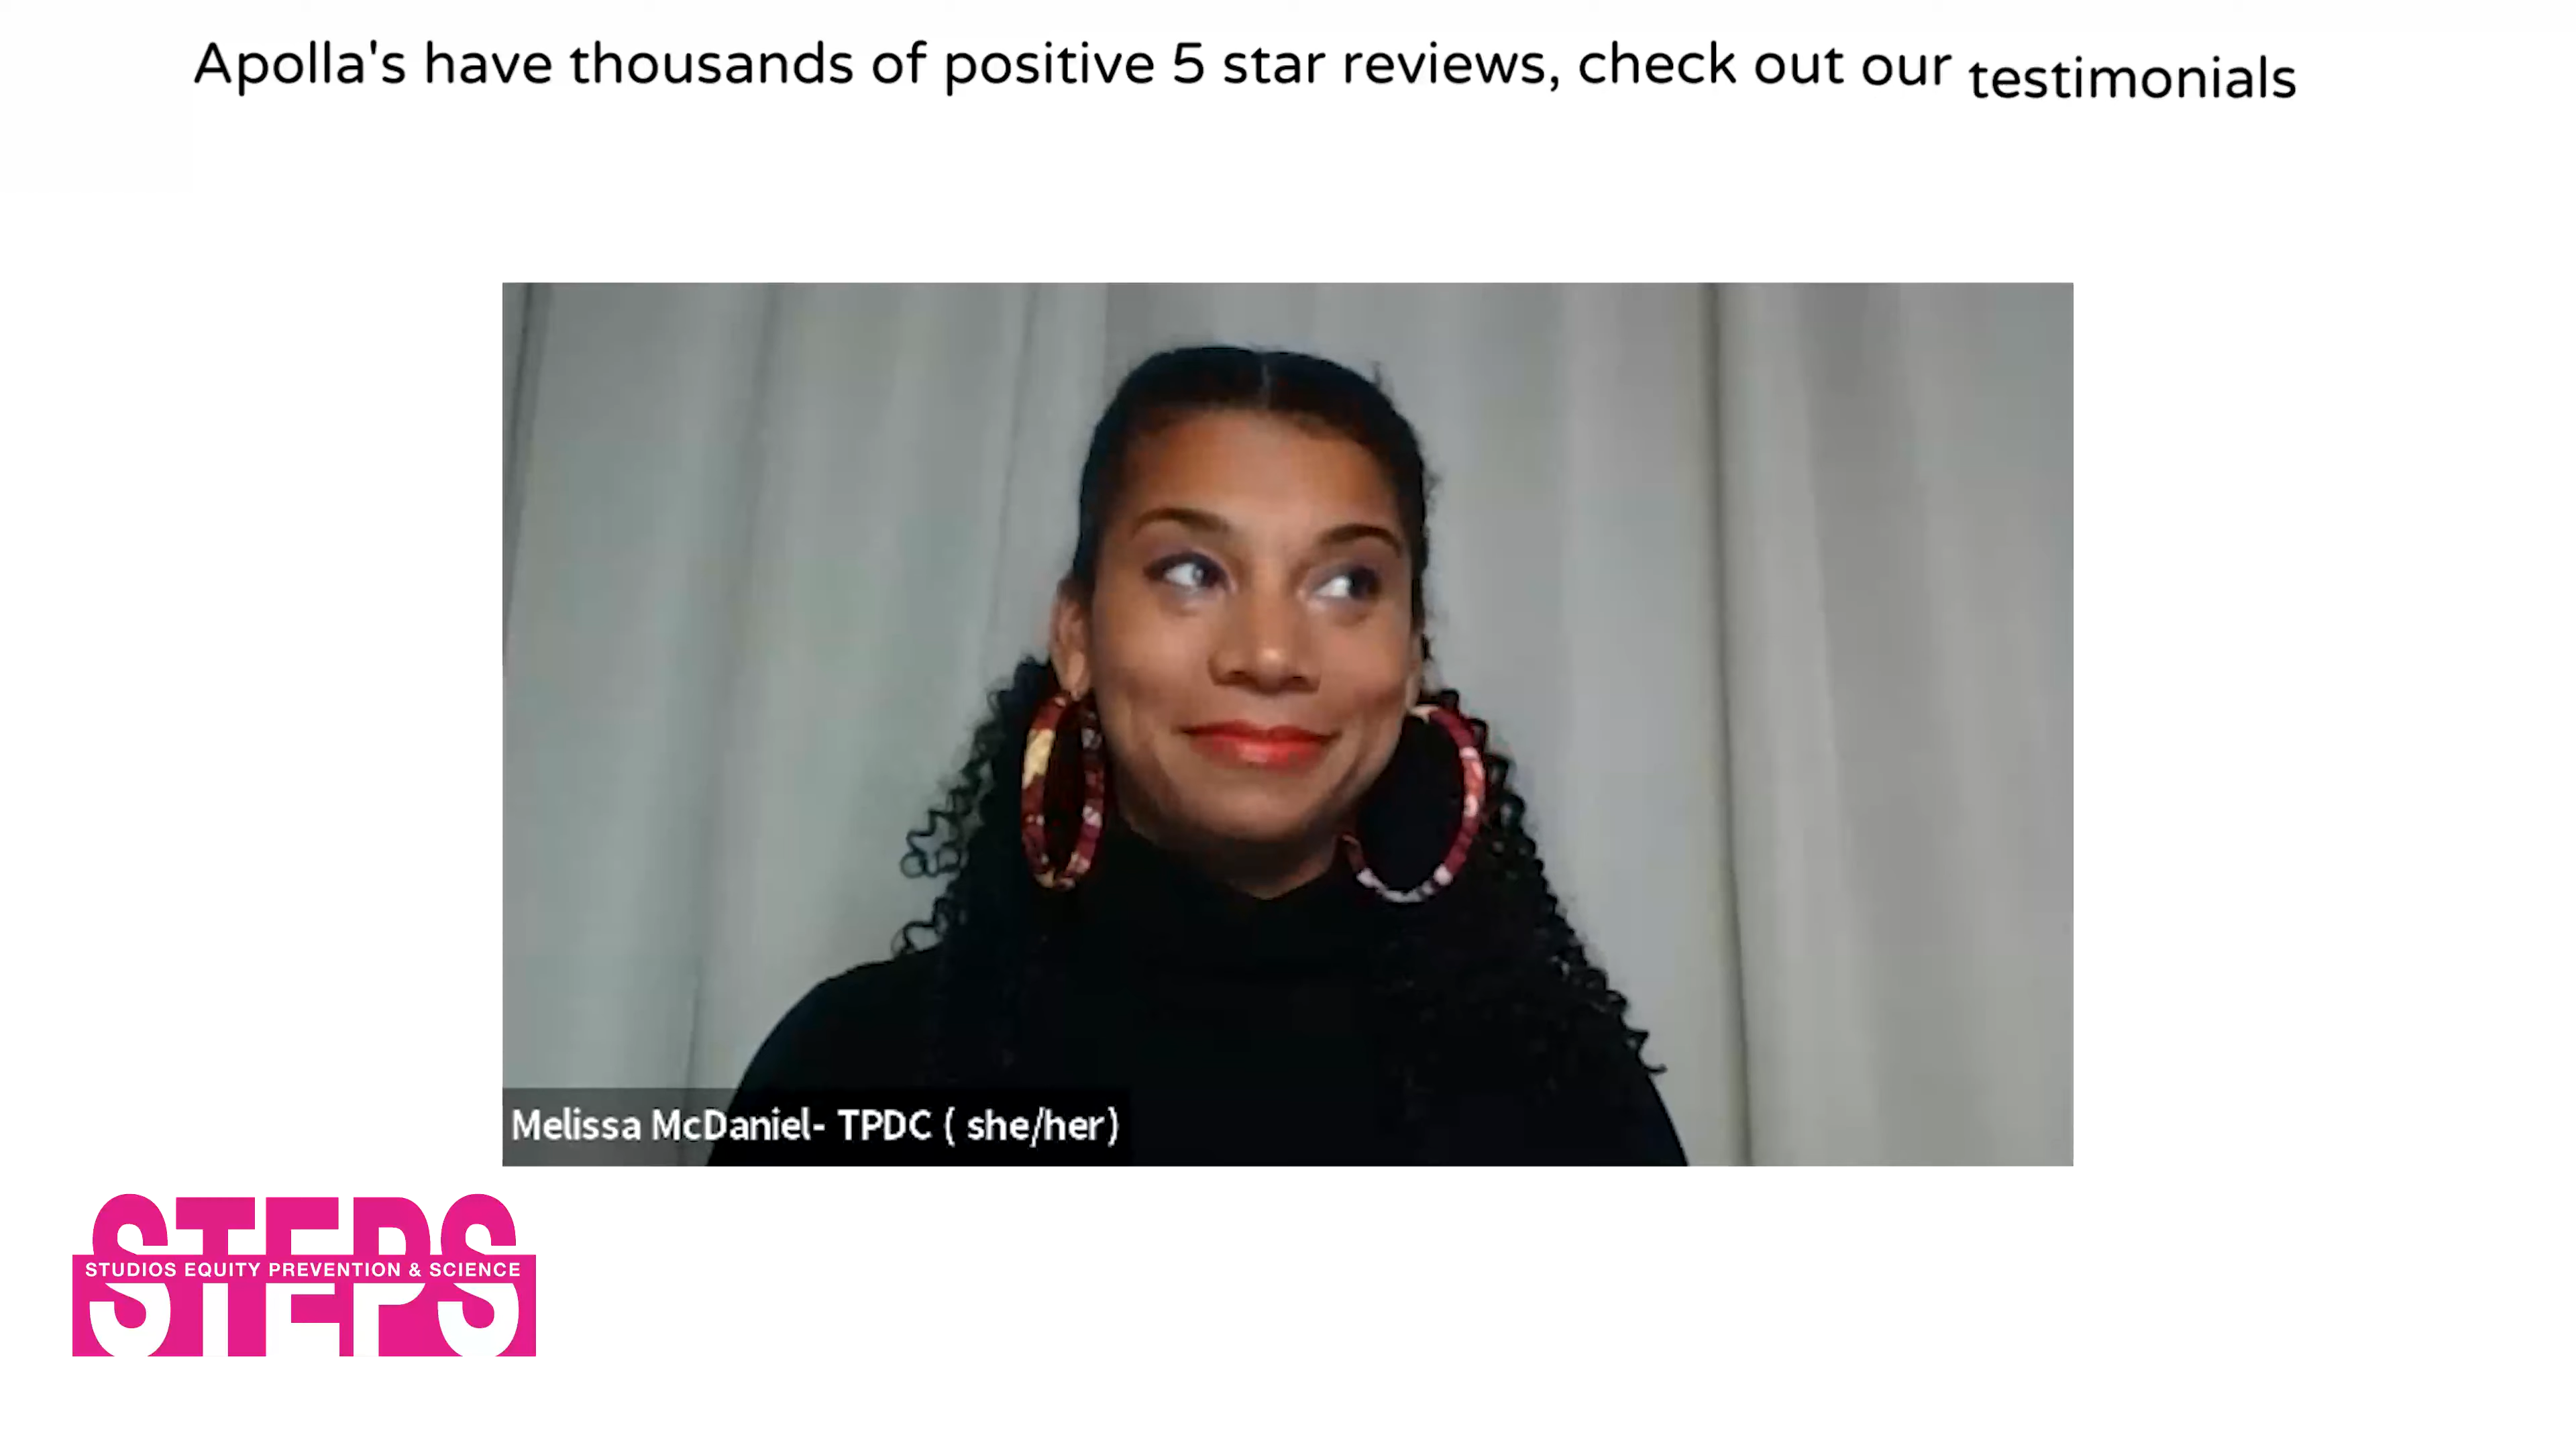 Apolla's have thousands of positive 5 star reviews, check out our testimonials
Melissa McDaniel- TPDC ( she/her)
STEPS
STUDIOS EQUITY PREVENTION & SCIENCE